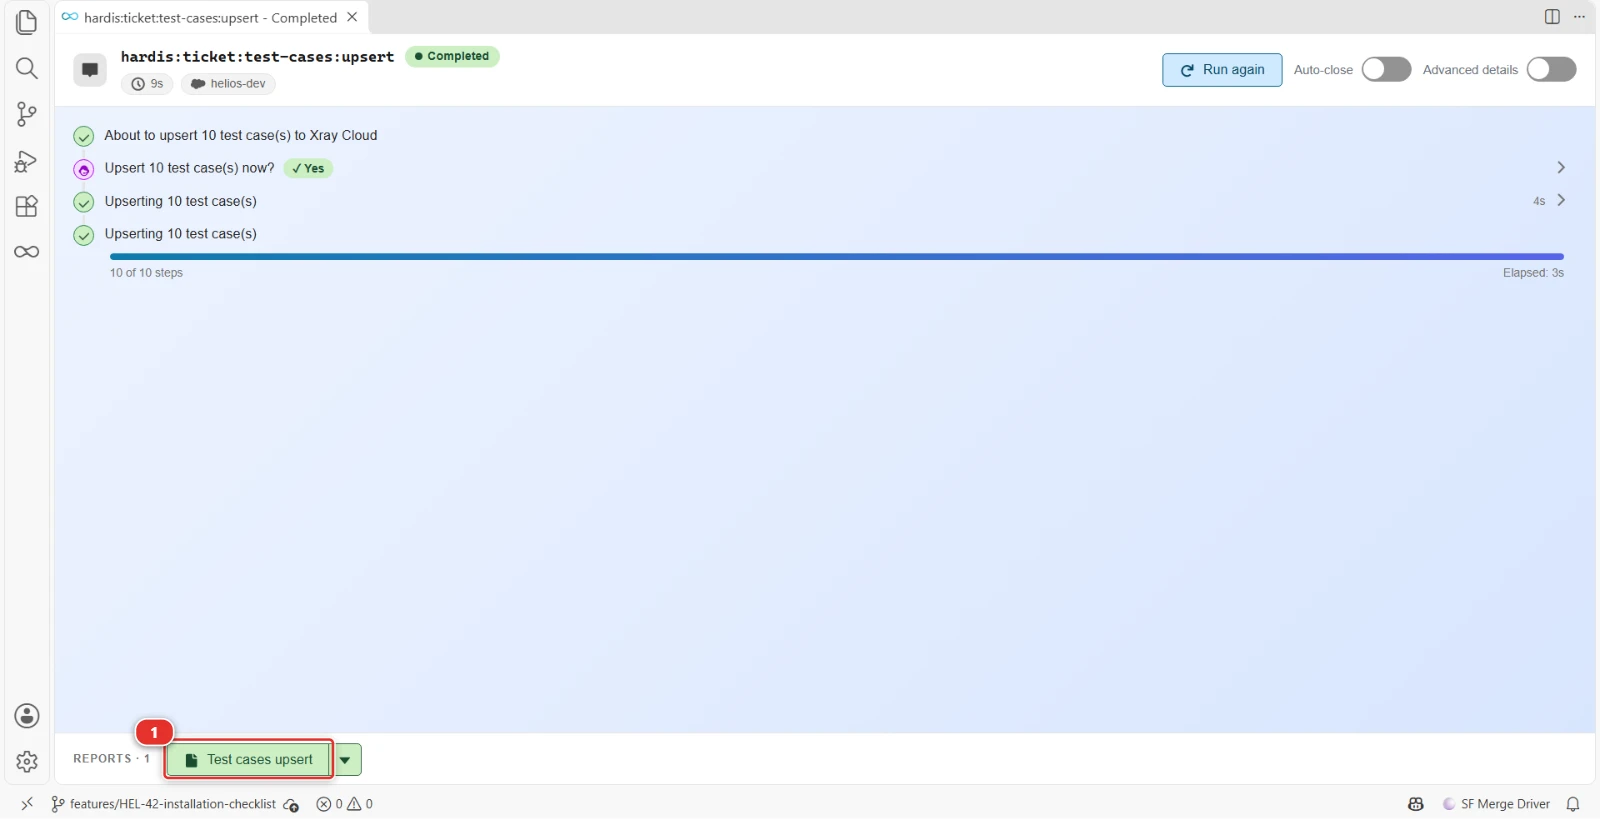 hardis:ticket:test-cases:upsert - Completed
hardis:ticket:test-cases:upsert Completed
9s helios-dev
Run again Auto-close Advanced details
About to upsert 10 test case(s) to Xray Cloud
Upsert 10 test case(s) now? ✓ Yes
Upserting 10 test case(s) 4s
Upserting 10 test case(s)
10 of 10 steps Elapsed: 3s
1
REPORTS · 1 Test cases upsert
features/HEL-42-installation-checklist 0 0 SF Merge Driver